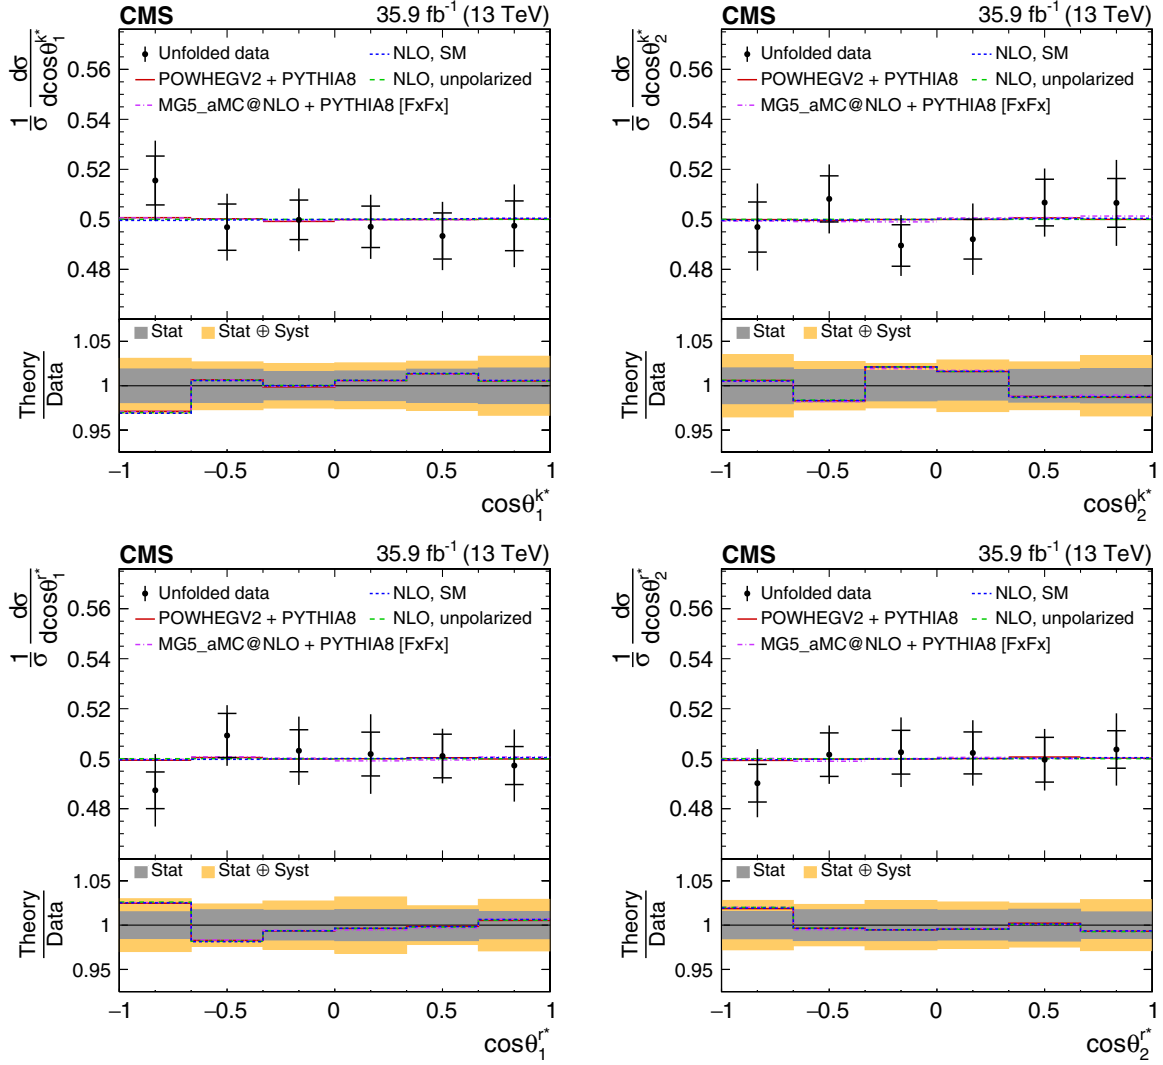 CMS 35.9 fb⁻¹ (13 TeV)
1/σ dσ/dcosθ₁ᵏ*
Unfolded data
NLO, SM
POWHEGV2 + PYTHIA8
NLO, unpolarized
MG5_aMC@NLO + PYTHIA8 [FxFx]
0.56
0.54
0.52
0.5
0.48
Stat
Stat ⊕ Syst
Theory/Data
1.05
1
0.95
−1 −0.5 0 0.5 1
cosθ₁ᵏ*
CMS 35.9 fb⁻¹ (13 TeV)
1/σ dσ/dcosθ₂ᵏ*
Unfolded data
NLO, SM
POWHEGV2 + PYTHIA8
NLO, unpolarized
MG5_aMC@NLO + PYTHIA8 [FxFx]
0.56
0.54
0.52
0.5
0.48
Stat
Stat ⊕ Syst
Theory/Data
1.05
1
0.95
−1 −0.5 0 0.5 1
cosθ₂ᵏ*
CMS 35.9 fb⁻¹ (13 TeV)
1/σ dσ/dcosθ₁ʳ*
Unfolded data
NLO, SM
POWHEGV2 + PYTHIA8
NLO, unpolarized
MG5_aMC@NLO + PYTHIA8 [FxFx]
0.56
0.54
0.52
0.5
0.48
Stat
Stat ⊕ Syst
Theory/Data
1.05
1
0.95
−1 −0.5 0 0.5 1
cosθ₁ʳ*
CMS 35.9 fb⁻¹ (13 TeV)
1/σ dσ/dcosθ₂ʳ*
Unfolded data
NLO, SM
POWHEGV2 + PYTHIA8
NLO, unpolarized
MG5_aMC@NLO + PYTHIA8 [FxFx]
0.56
0.54
0.52
0.5
0.48
Stat
Stat ⊕ Syst
Theory/Data
1.05
1
0.95
−1 −0.5 0 0.5 1
cosθ₂ʳ*